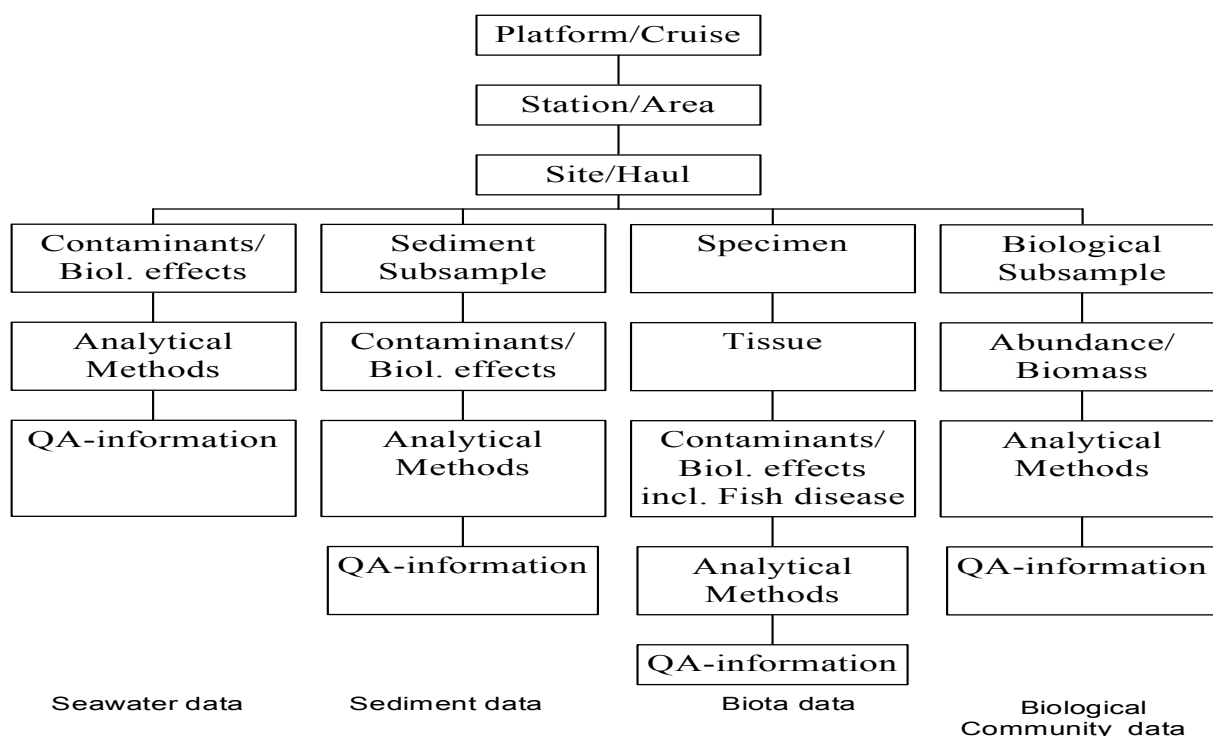 Platform/Cruise
Station/Area
Site/Haul
Contaminants/
Biol. effects
Analytical
Methods
QA-information
Sediment
Subsample
Contaminants/
Biol. effects
Analytical
Methods
QA-information
Specimen
Tissue
Contaminants/
Biol. effects
incl. Fish disease
Analytical
Methods
QA-information
Biological
Subsample
Abundance/
Biomass
Analytical
Methods
QA-information
Seawater data
Sediment data
Biota data
Biological
Community data